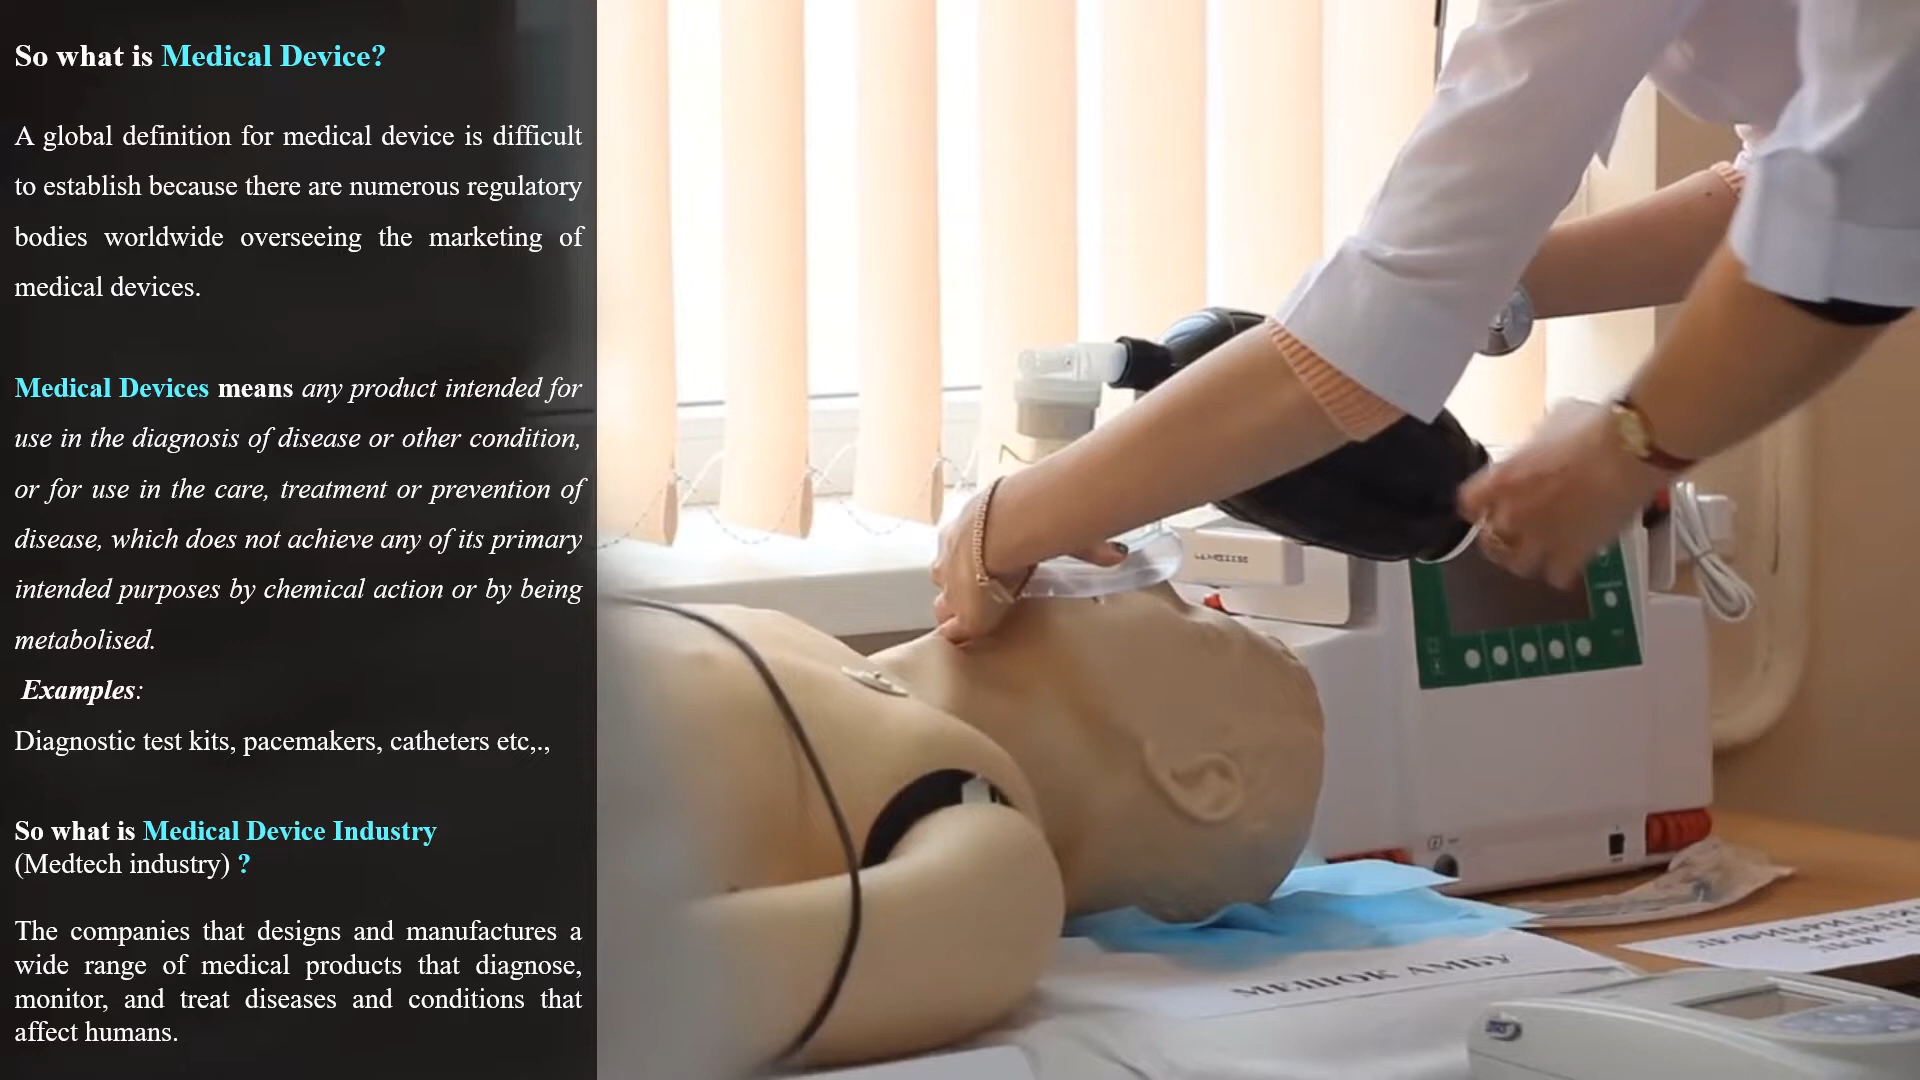 So what is Medical Device?
A global definition for medical device is difficult
to establish because there are numerous regulatory
bodies worldwide overseeing the marketing of
medical devices.
Medical Devices means any product intended for
use in the diagnosis of disease or other condition,
or for use in the care, treatment or prevention of
disease, which does not achieve any of its primary
intended purposes by chemical action or by being
metabolised.
Examples:
Diagnostic test kits, pacemakers, catheters etc,.,
So what is Medical Device Industry
(Medtech industry) ?
The companies that designs and manufactures a
wide range of medical products that diagnose,
monitor, and treat diseases and conditions that
affect humans.
МЕШОК АМБУ